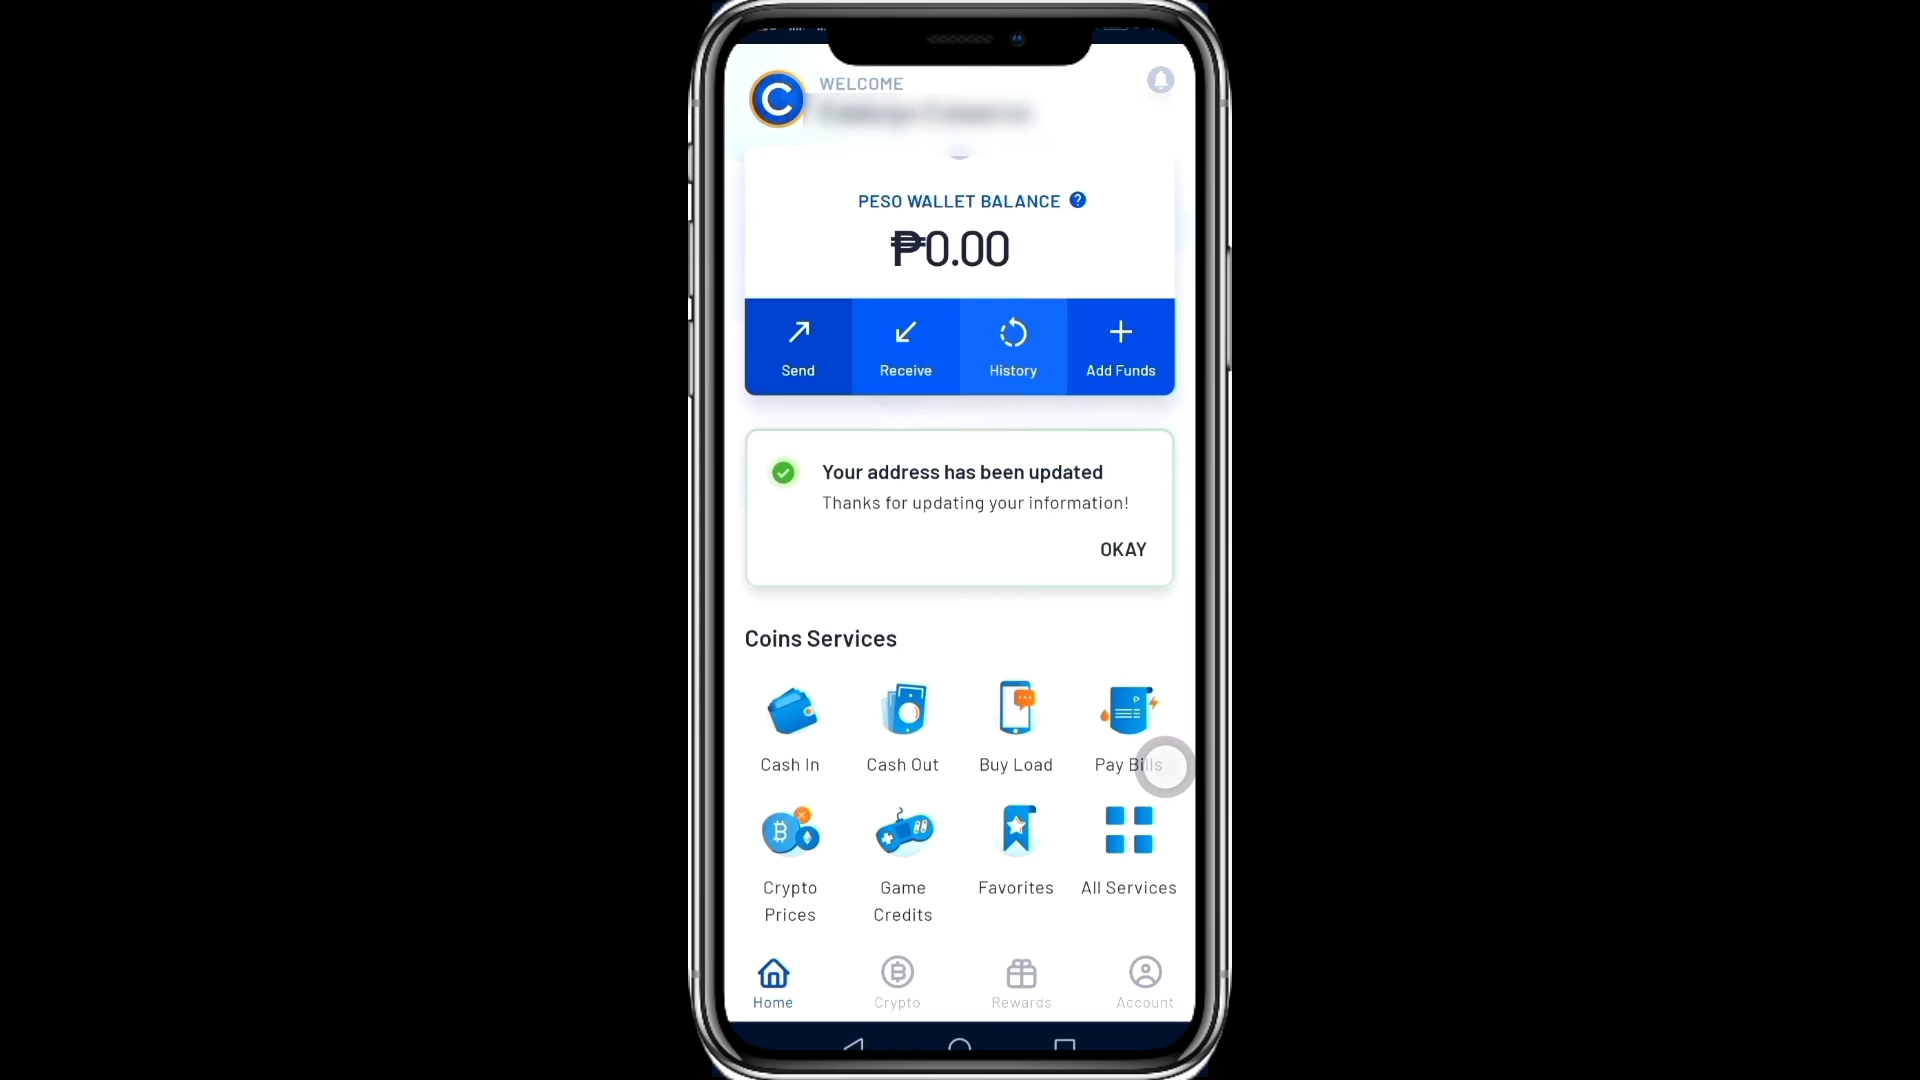 C
WELCOME
PESO WALLET BALANCE ?
₱0.00
Send
Receive
History
Add Funds
Your address has been updated
Thanks for updating your information!
OKAY
Coins Services
Cash In
Cash Out
Buy Load
Pay Bills
Crypto
Prices
Game
Credits
Favorites
All Services
Home
Crypto
Rewards
Account